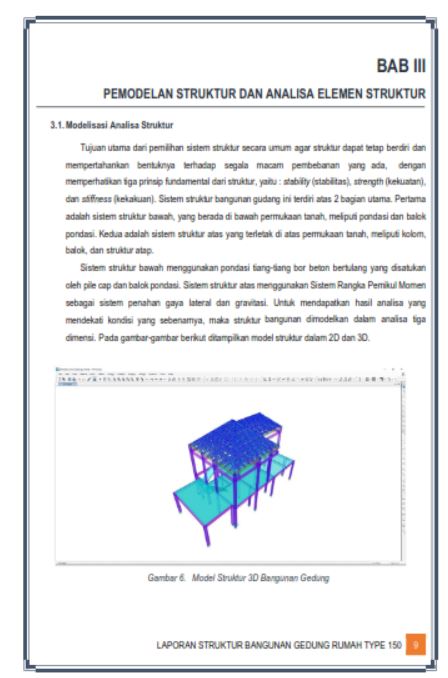 BAB III
PEMODELAN STRUKTUR DAN ANALISA ELEMEN STRUKTUR
3.1. Modelisasi Analisa Struktur
Tujuan utama dari pemilihan sistem struktur secara umum agar struktur dapat tetap berdiri dan
mempertahankan bentuknya terhadap segala macam pembebanan yang ada, dengan
memperhatikan tiga prinsip fundamental dari struktur, yaitu : stability (stabilitas), strength (kekuatan),
dan stiffness (kekakuan). Sistem struktur bangunan gudang ini terdiri atas 2 bagian utama. Pertama
adalah sistem struktur bawah, yang berada di bawah permukaan tanah, meliputi pondasi dan balok
pondasi. Kedua adalah sistem struktur atas yang terletak di atas permukaan tanah, meliputi kolom,
balok, dan struktur atap.
Sistem struktur bawah menggunakan pondasi tiang-tiang bor beton bertulang yang disatukan
oleh pile cap dan balok pondasi. Sistem struktur atas menggunakan Sistem Rangka Pemikul Momen
sebagai sistem penahan gaya lateral dan gravitasi. Untuk mendapatkan hasil analisa yang
mendekati kondisi yang sebenarnya, maka struktur bangunan dimodelkan dalam analisa tiga
dimensi. Pada gambar-gambar berikut ditampilkan model struktur dalam 2D dan 3D.
Gambar 6. Model Struktur 3D Bangunan Gedung
LAPORAN STRUKTUR BANGUNAN GEDUNG RUMAH TYPE 150 9